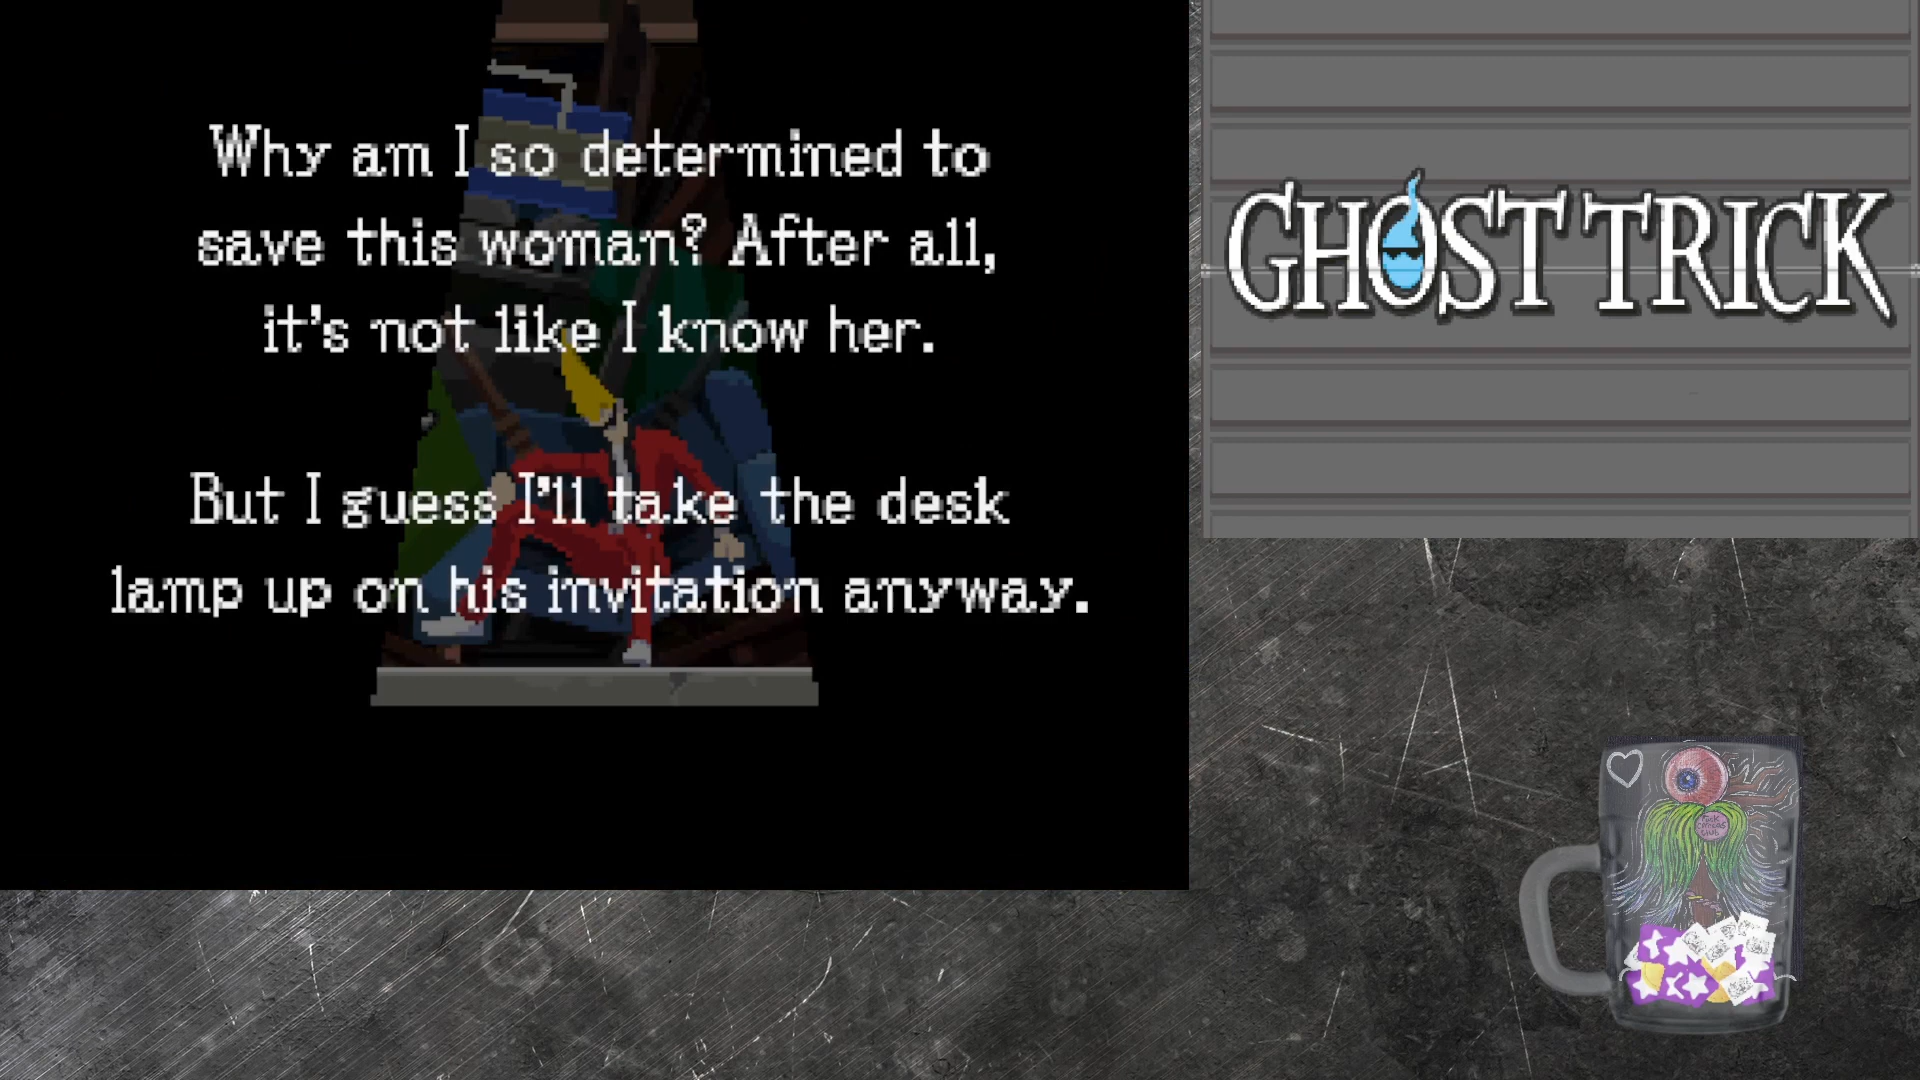 Why am I so determined to
save this woman? After all,
it's not like I know her.
But I guess I'll take the desk
lamp up on his invitation anyway.
GHOST TRICK